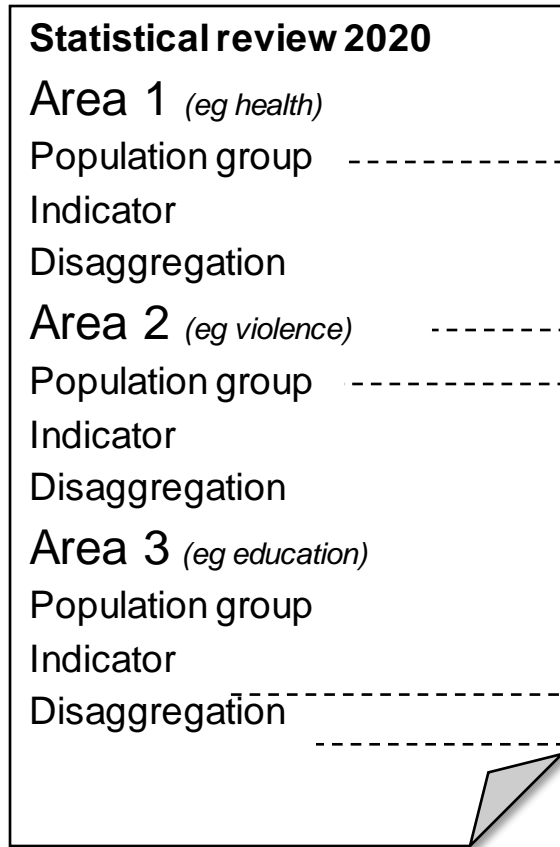 Statistical review 2020
Area 1 (eg health)
Population group
Indicator
Disaggregation
Area 2 (eg violence)
Population group
Indicator
Disaggregation
Area 3 (eg education)
Population group
Indicator
Disaggregation